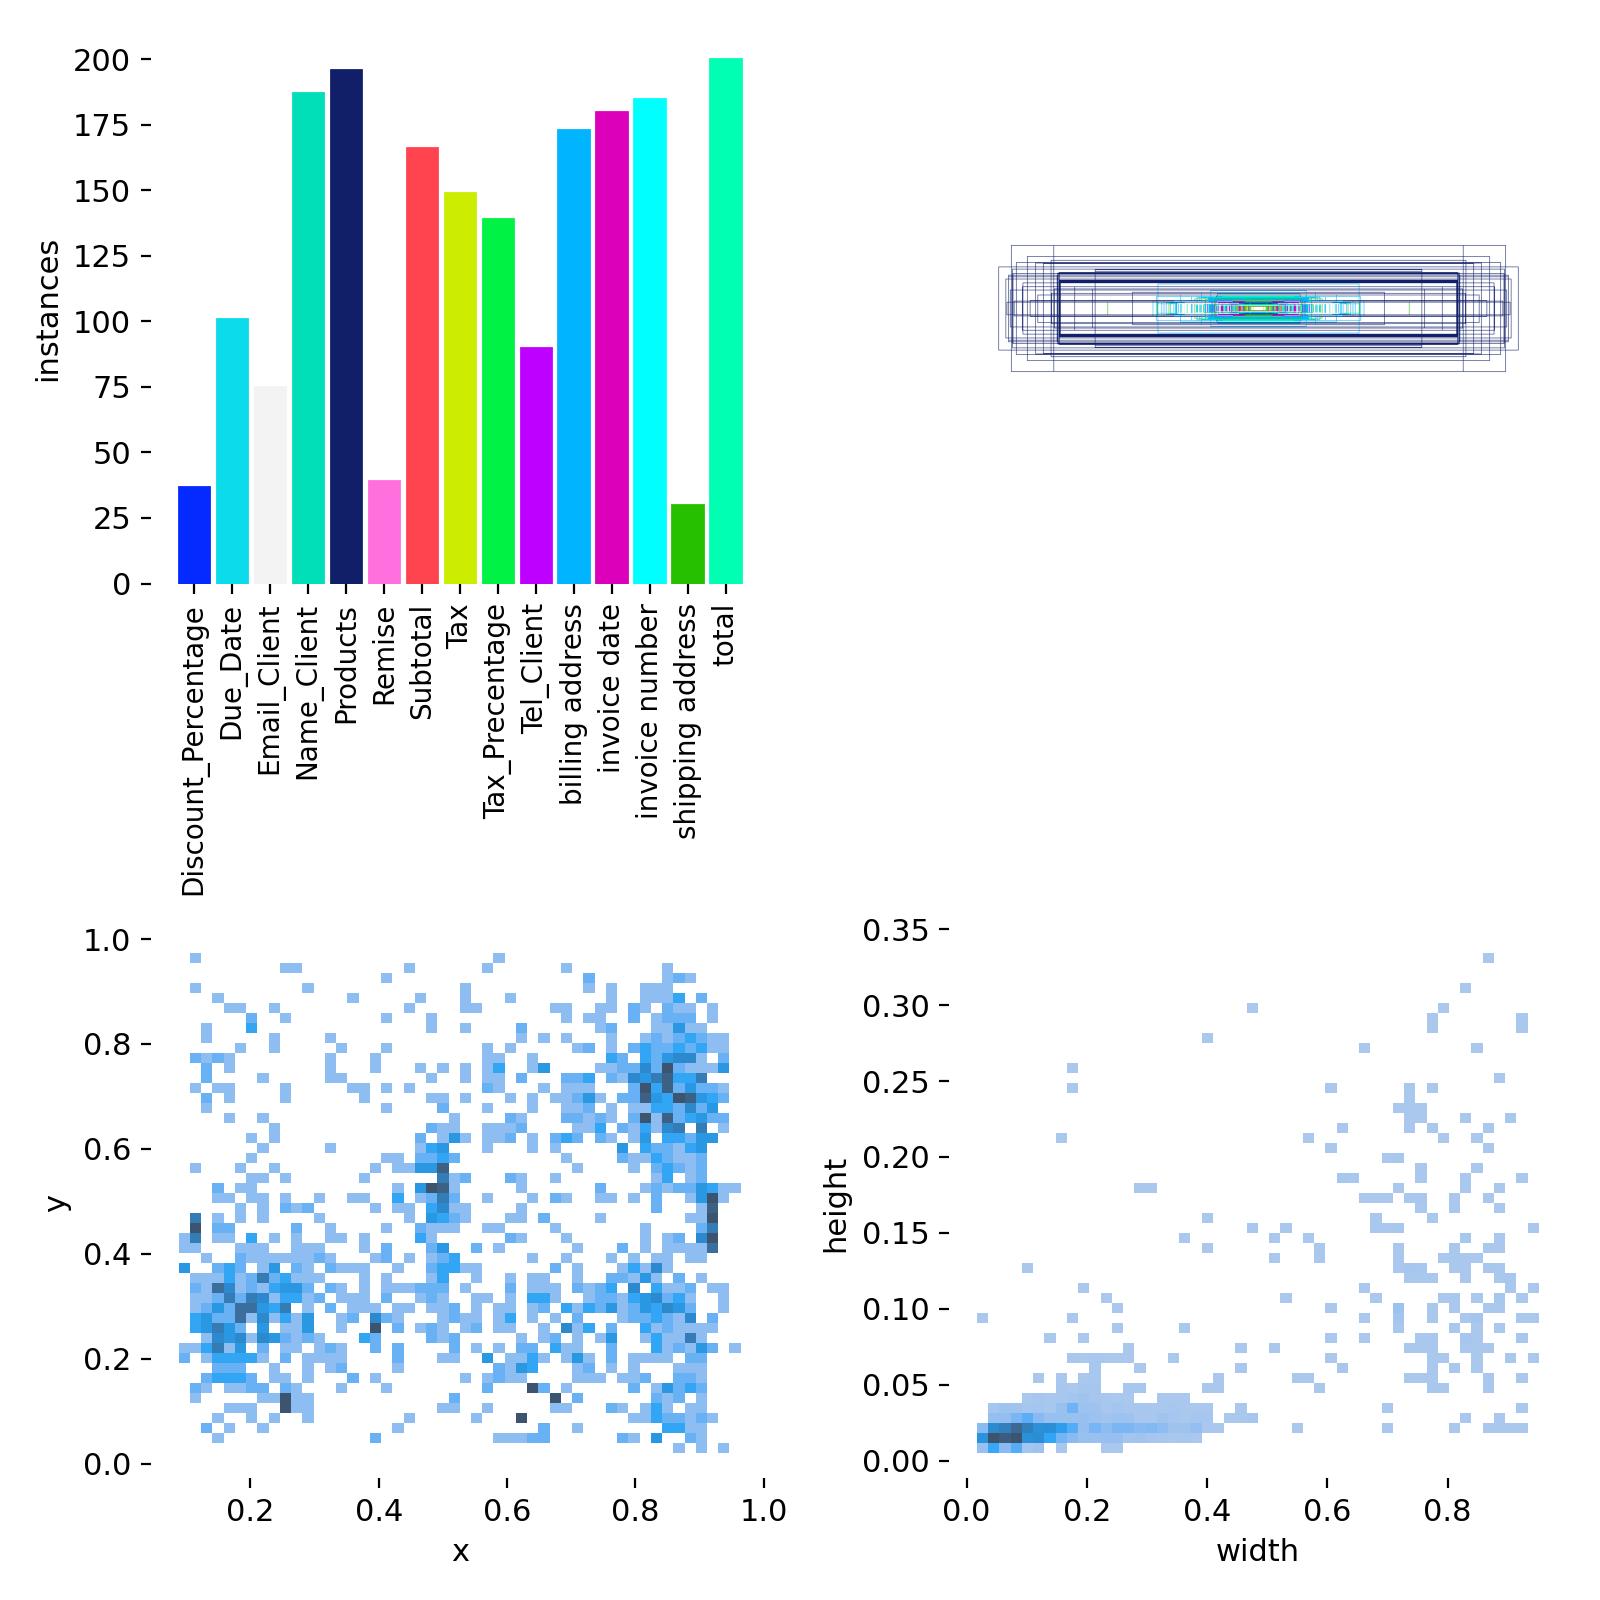 instances
200
175
150
125
100
75
50
25
0
Discount_Percentage
Due_Date
Email_Client
Name_Client
Products
Remise
Subtotal
Tax
Tax_Precentage
Tel_Client
billing address
invoice date
invoice number
shipping address
total
y
1.0
0.8
0.6
0.4
0.2
0.0
0.2 0.4 0.6 0.8 1.0
x
height
0.35
0.30
0.25
0.20
0.15
0.10
0.05
0.00
0.0 0.2 0.4 0.6 0.8
width